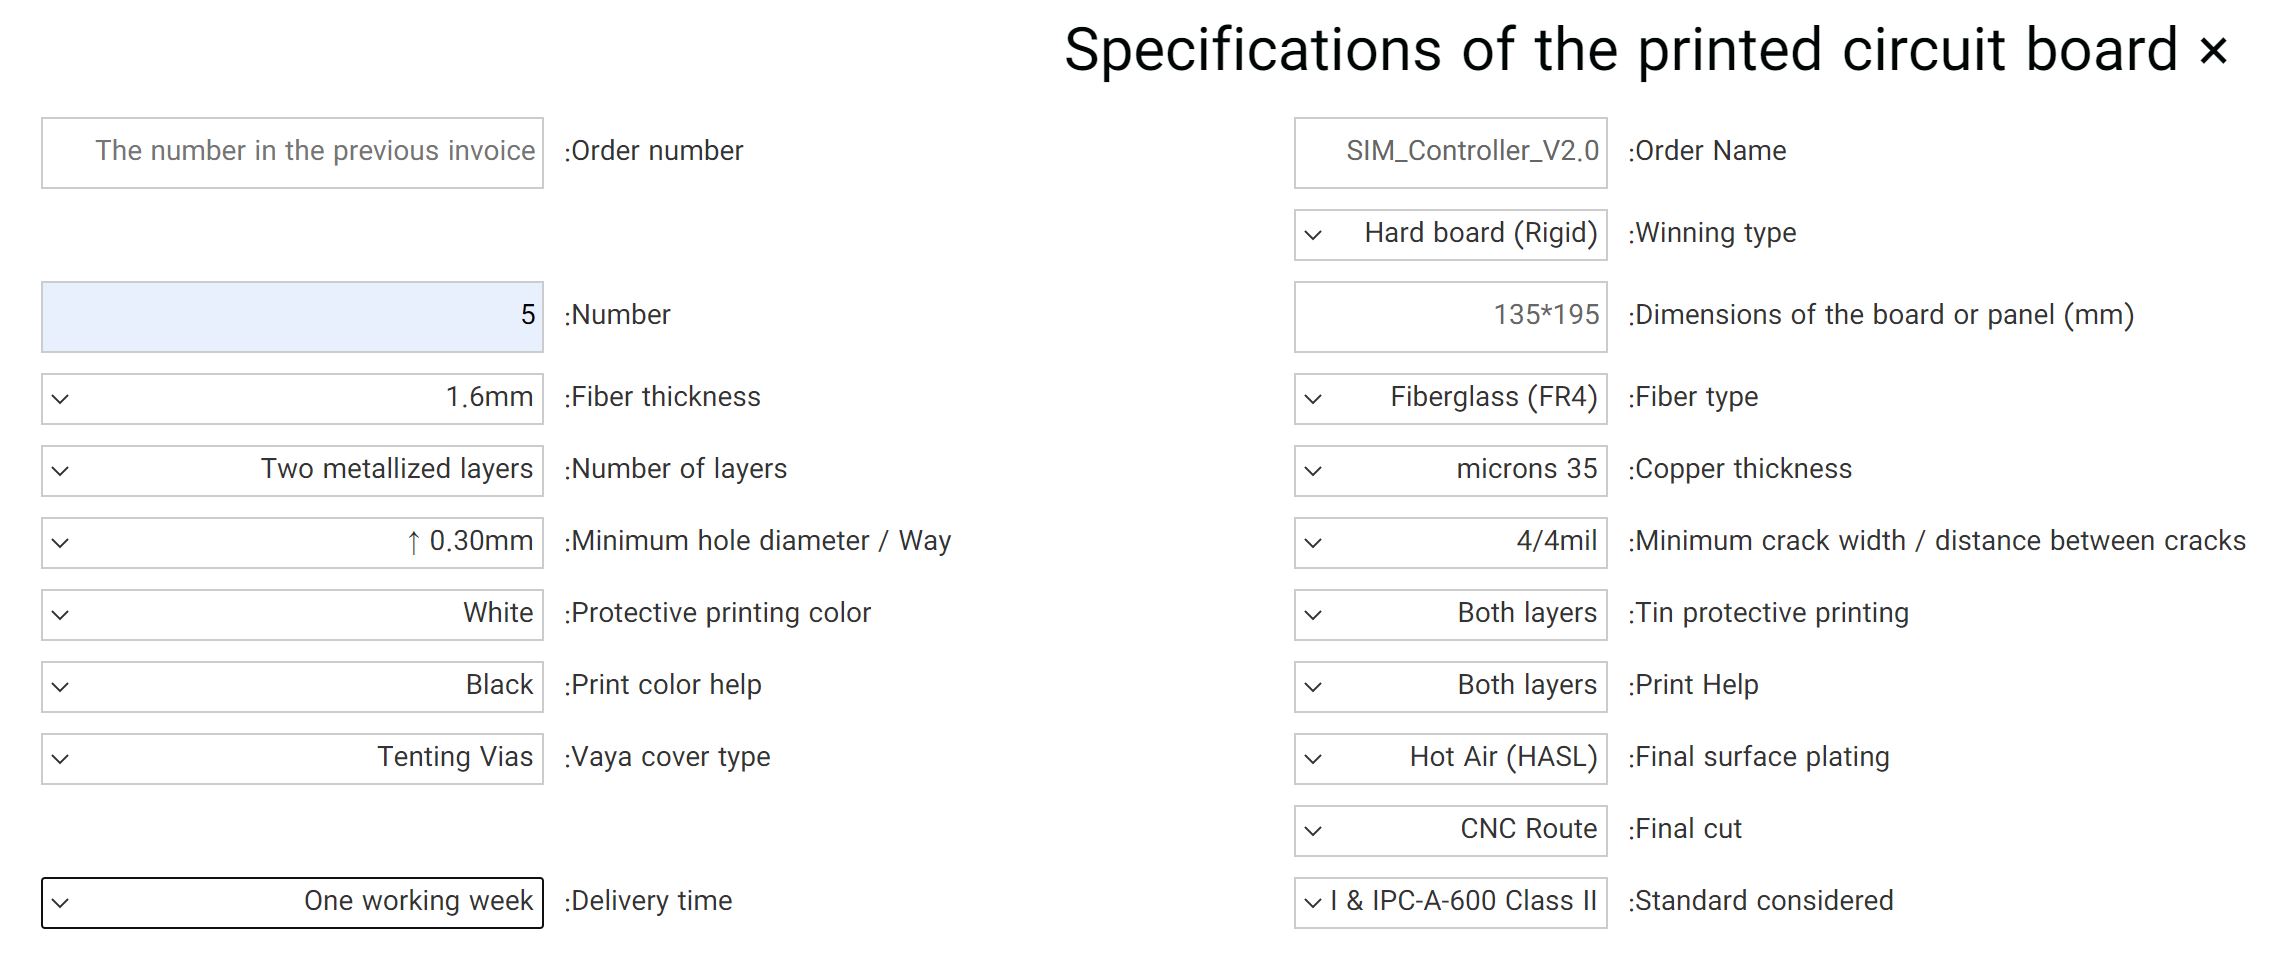 Specifications of the printed circuit board ×
:Order Name SIM_Controller_V2.0 :Order number The number in the previous invoice
:Winning type Hard board (Rigid)
:Dimensions of the board or panel (mm) 135*195 :Number 5
:Fiber type Fiberglass (FR4) :Fiber thickness 1.6mm
:Copper thickness microns 35 :Number of layers Two metallized layers
:Minimum crack width / distance between cracks 4/4mil :Minimum hole diameter / Way ↑ 0.30mm
:Tin protective printing Both layers :Protective printing color White
:Print Help Both layers :Print color help Black
:Final surface plating Hot Air (HASL) :Vaya cover type Tenting Vias
:Final cut CNC Route
:Standard considered I & IPC-A-600 Class II :Delivery time One working week